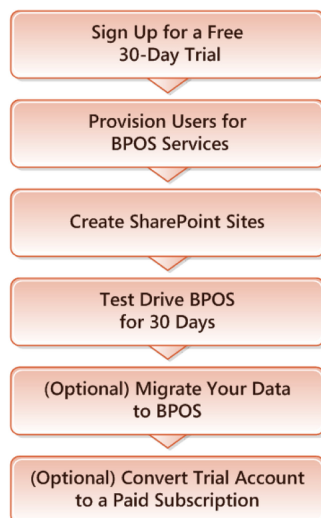 Sign Up for a Free
30-Day Trial
Provision Users for
BPOS Services
Create SharePoint Sites
Test Drive BPOS
for 30 Days
(Optional) Migrate Your Data
to BPOS
(Optional) Convert Trial Account
to a Paid Subscription